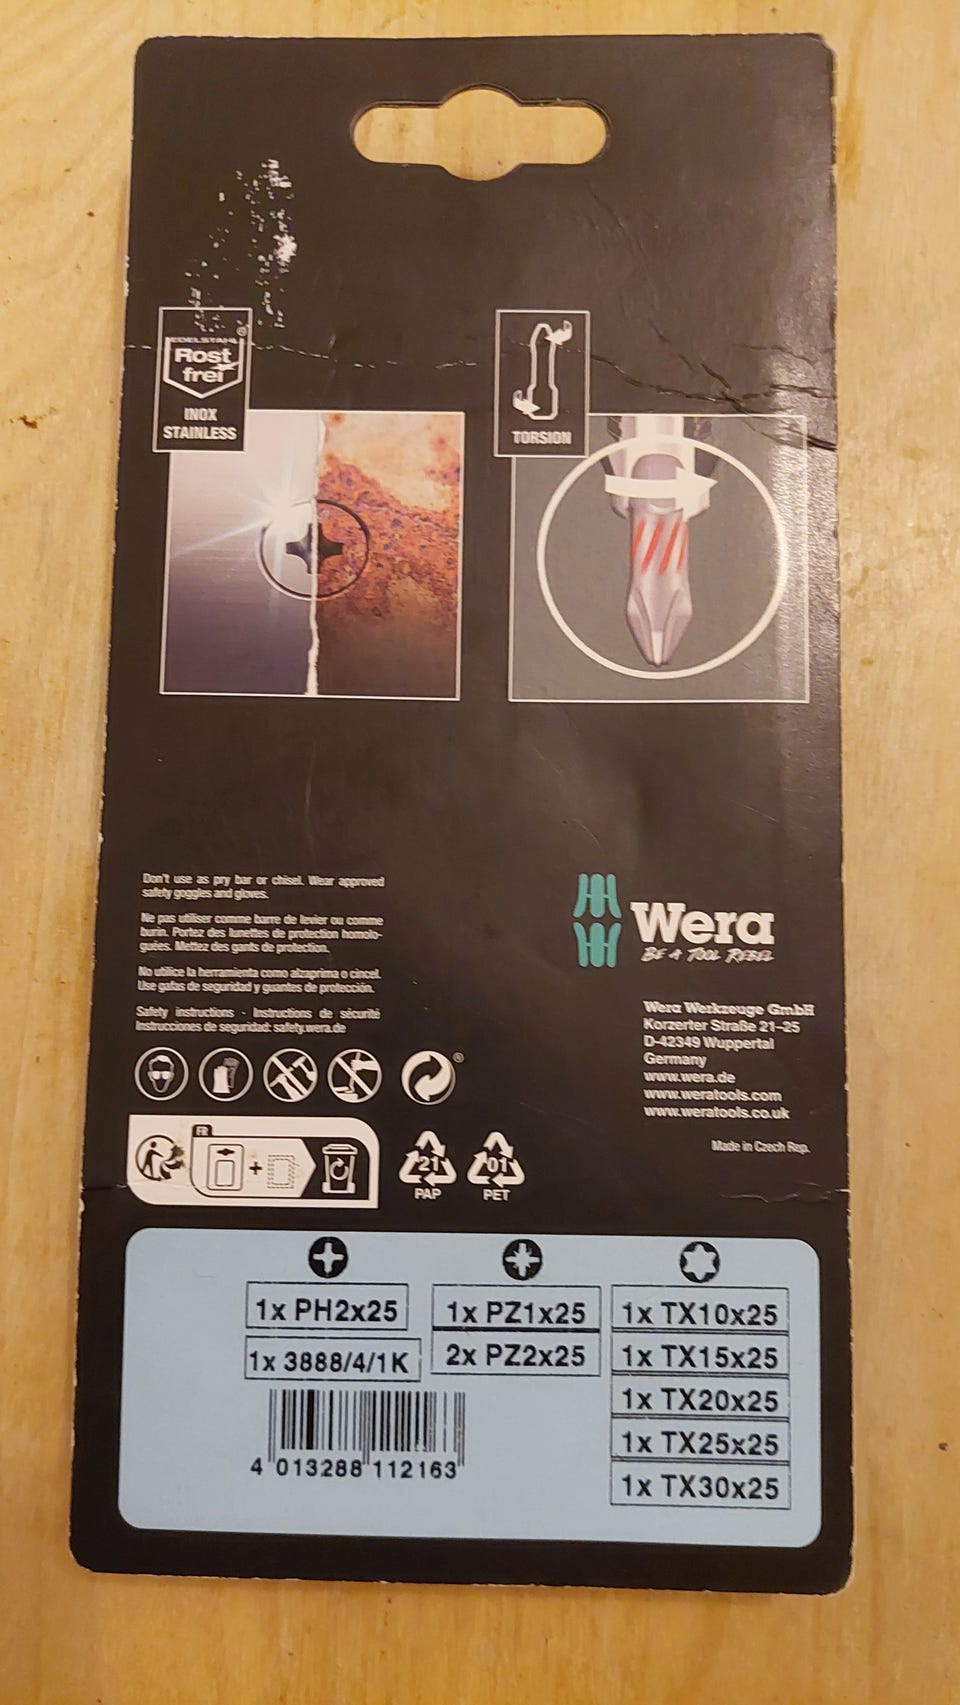 EDELSTAHL
Rost
frei
®
INOX
STAINLESS
TORSION
Don't use as pry bar or chisel. Wear approved
safety goggles and gloves.
Ne pas utiliser comme barre de levier ou comme
burin. Portez des lunettes de protection homolo-
guées. Mettez des gants de protection.
No utilice la herramienta como alzaprima o cincel.
Use gafas de seguridad y guantes de protección.
Safety instructions · Instructions de sécurité
Instrucciones de seguridad: safety.wera.de
®
FR
+
21
PAP
01
PET
Wera
BE A TOOL REBEL
Wera Werkzeuge GmbH
Korzerter Straße 21–25
D-42349 Wuppertal
Germany
www.wera.de
www.weratools.com
www.weratools.co.uk
Made in Czech Rep.
1x PH2x25
1x 3888/4/1K
4 013288 112163
1x PZ1x25
2x PZ2x25
1x TX10x25
1x TX15x25
1x TX20x25
1x TX25x25
1x TX30x25